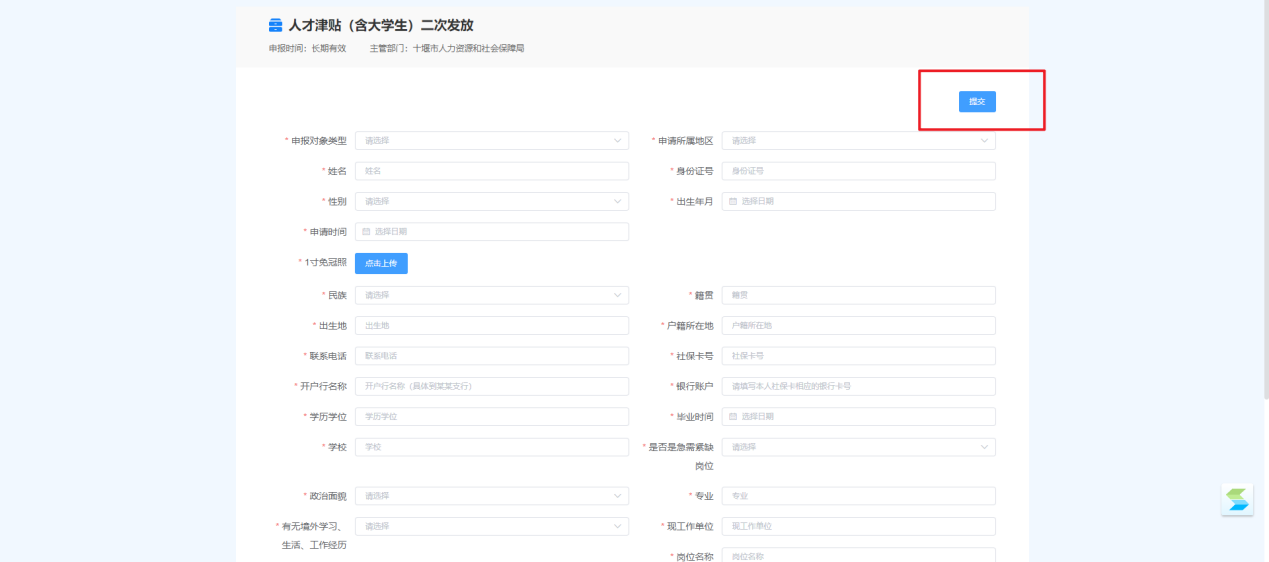 人才津贴（含大学生）二次发放
申报时间：长期有效 主管部门：十堰市人力资源和社会保障局
提交
* 申报对象类型 请选择 * 申请所属地区 请选择
* 姓名 姓名 * 身份证号 身份证号
* 性别 请选择 * 出生年月 选择日期
* 申请时间 选择日期
* 1寸免冠照 点击上传
* 民族 请选择 * 籍贯 籍贯
* 出生地 出生地 * 户籍所在地 户籍所在地
* 联系电话 联系电话 * 社保卡号 社保卡号
* 开户行名称 开户行名称（具体到某某支行） * 银行账户 请填写本人社保卡相应的银行卡号
* 学历学位 学历学位 * 毕业时间 选择日期
* 学校 学校 * 是否是急需紧缺 请选择
岗位
* 政治面貌 请选择 * 专业 专业
* 有无境外学习、 请选择 * 现工作单位 现工作单位
生活、工作经历
* 岗位名称 岗位名称